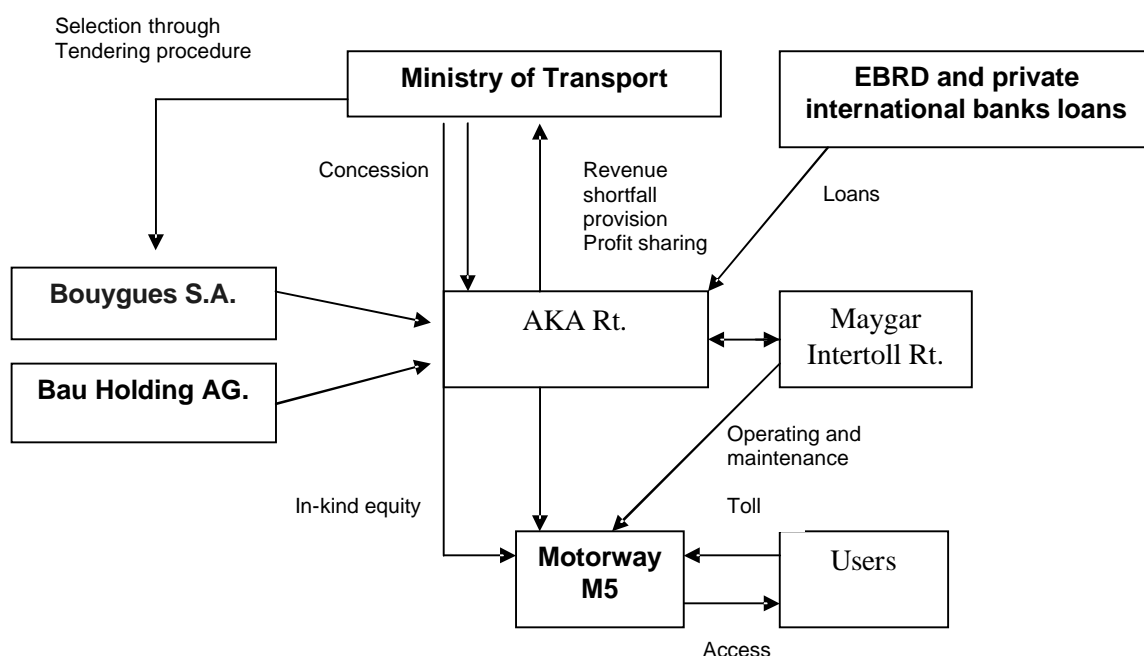 Selection through
Tendering procedure
Ministry of Transport
EBRD and private
international banks loans
Concession
Revenue
shortfall
provision
Profit sharing
Loans
Bouygues S.A.
AKA Rt.
Maygar
Intertoll Rt.
Bau Holding AG.
Operating and
maintenance
In-kind equity
Toll
Motorway
M5
Users
Access